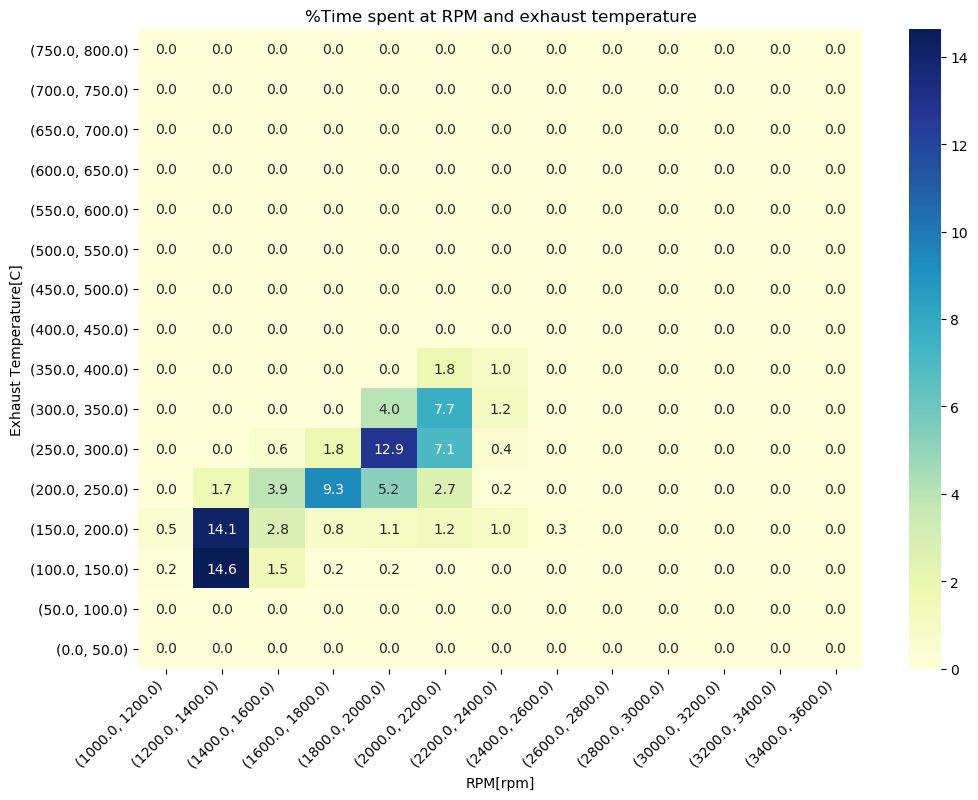 %Time spent at RPM and exhaust temperature
(750.0, 800.0) 0.0 0.0 0.0 0.0 0.0 0.0 0.0 0.0 0.0 0.0 0.0 0.0 0.0
(700.0, 750.0) 0.0 0.0 0.0 0.0 0.0 0.0 0.0 0.0 0.0 0.0 0.0 0.0 0.0
(650.0, 700.0) 0.0 0.0 0.0 0.0 0.0 0.0 0.0 0.0 0.0 0.0 0.0 0.0 0.0
(600.0, 650.0) 0.0 0.0 0.0 0.0 0.0 0.0 0.0 0.0 0.0 0.0 0.0 0.0 0.0
(550.0, 600.0) 0.0 0.0 0.0 0.0 0.0 0.0 0.0 0.0 0.0 0.0 0.0 0.0 0.0
(500.0, 550.0) 0.0 0.0 0.0 0.0 0.0 0.0 0.0 0.0 0.0 0.0 0.0 0.0 0.0
(450.0, 500.0) 0.0 0.0 0.0 0.0 0.0 0.0 0.0 0.0 0.0 0.0 0.0 0.0 0.0
(400.0, 450.0) 0.0 0.0 0.0 0.0 0.0 0.0 0.0 0.0 0.0 0.0 0.0 0.0 0.0
(350.0, 400.0) 0.0 0.0 0.0 0.0 0.0 1.8 1.0 0.0 0.0 0.0 0.0 0.0 0.0
(300.0, 350.0) 0.0 0.0 0.0 0.0 4.0 7.7 1.2 0.0 0.0 0.0 0.0 0.0 0.0
(250.0, 300.0) 0.0 0.0 0.6 1.8 12.9 7.1 0.4 0.0 0.0 0.0 0.0 0.0 0.0
(200.0, 250.0) 0.0 1.7 3.9 9.3 5.2 2.7 0.2 0.0 0.0 0.0 0.0 0.0 0.0
(150.0, 200.0) 0.5 14.1 2.8 0.8 1.1 1.2 1.0 0.3 0.0 0.0 0.0 0.0 0.0
(100.0, 150.0) 0.2 14.6 1.5 0.2 0.2 0.0 0.0 0.0 0.0 0.0 0.0 0.0 0.0
(50.0, 100.0) 0.0 0.0 0.0 0.0 0.0 0.0 0.0 0.0 0.0 0.0 0.0 0.0 0.0
(0.0, 50.0) 0.0 0.0 0.0 0.0 0.0 0.0 0.0 0.0 0.0 0.0 0.0 0.0 0.0
Exhaust Temperature[C]
(1000.0, 1200.0)
(1200.0, 1400.0)
(1400.0, 1600.0)
(1600.0, 1800.0)
(1800.0, 2000.0)
(2000.0, 2200.0)
(2200.0, 2400.0)
(2400.0, 2600.0)
(2600.0, 2800.0)
(2800.0, 3000.0)
(3000.0, 3200.0)
(3200.0, 3400.0)
(3400.0, 3600.0)
RPM[rpm]
14
12
10
8
6
4
2
0